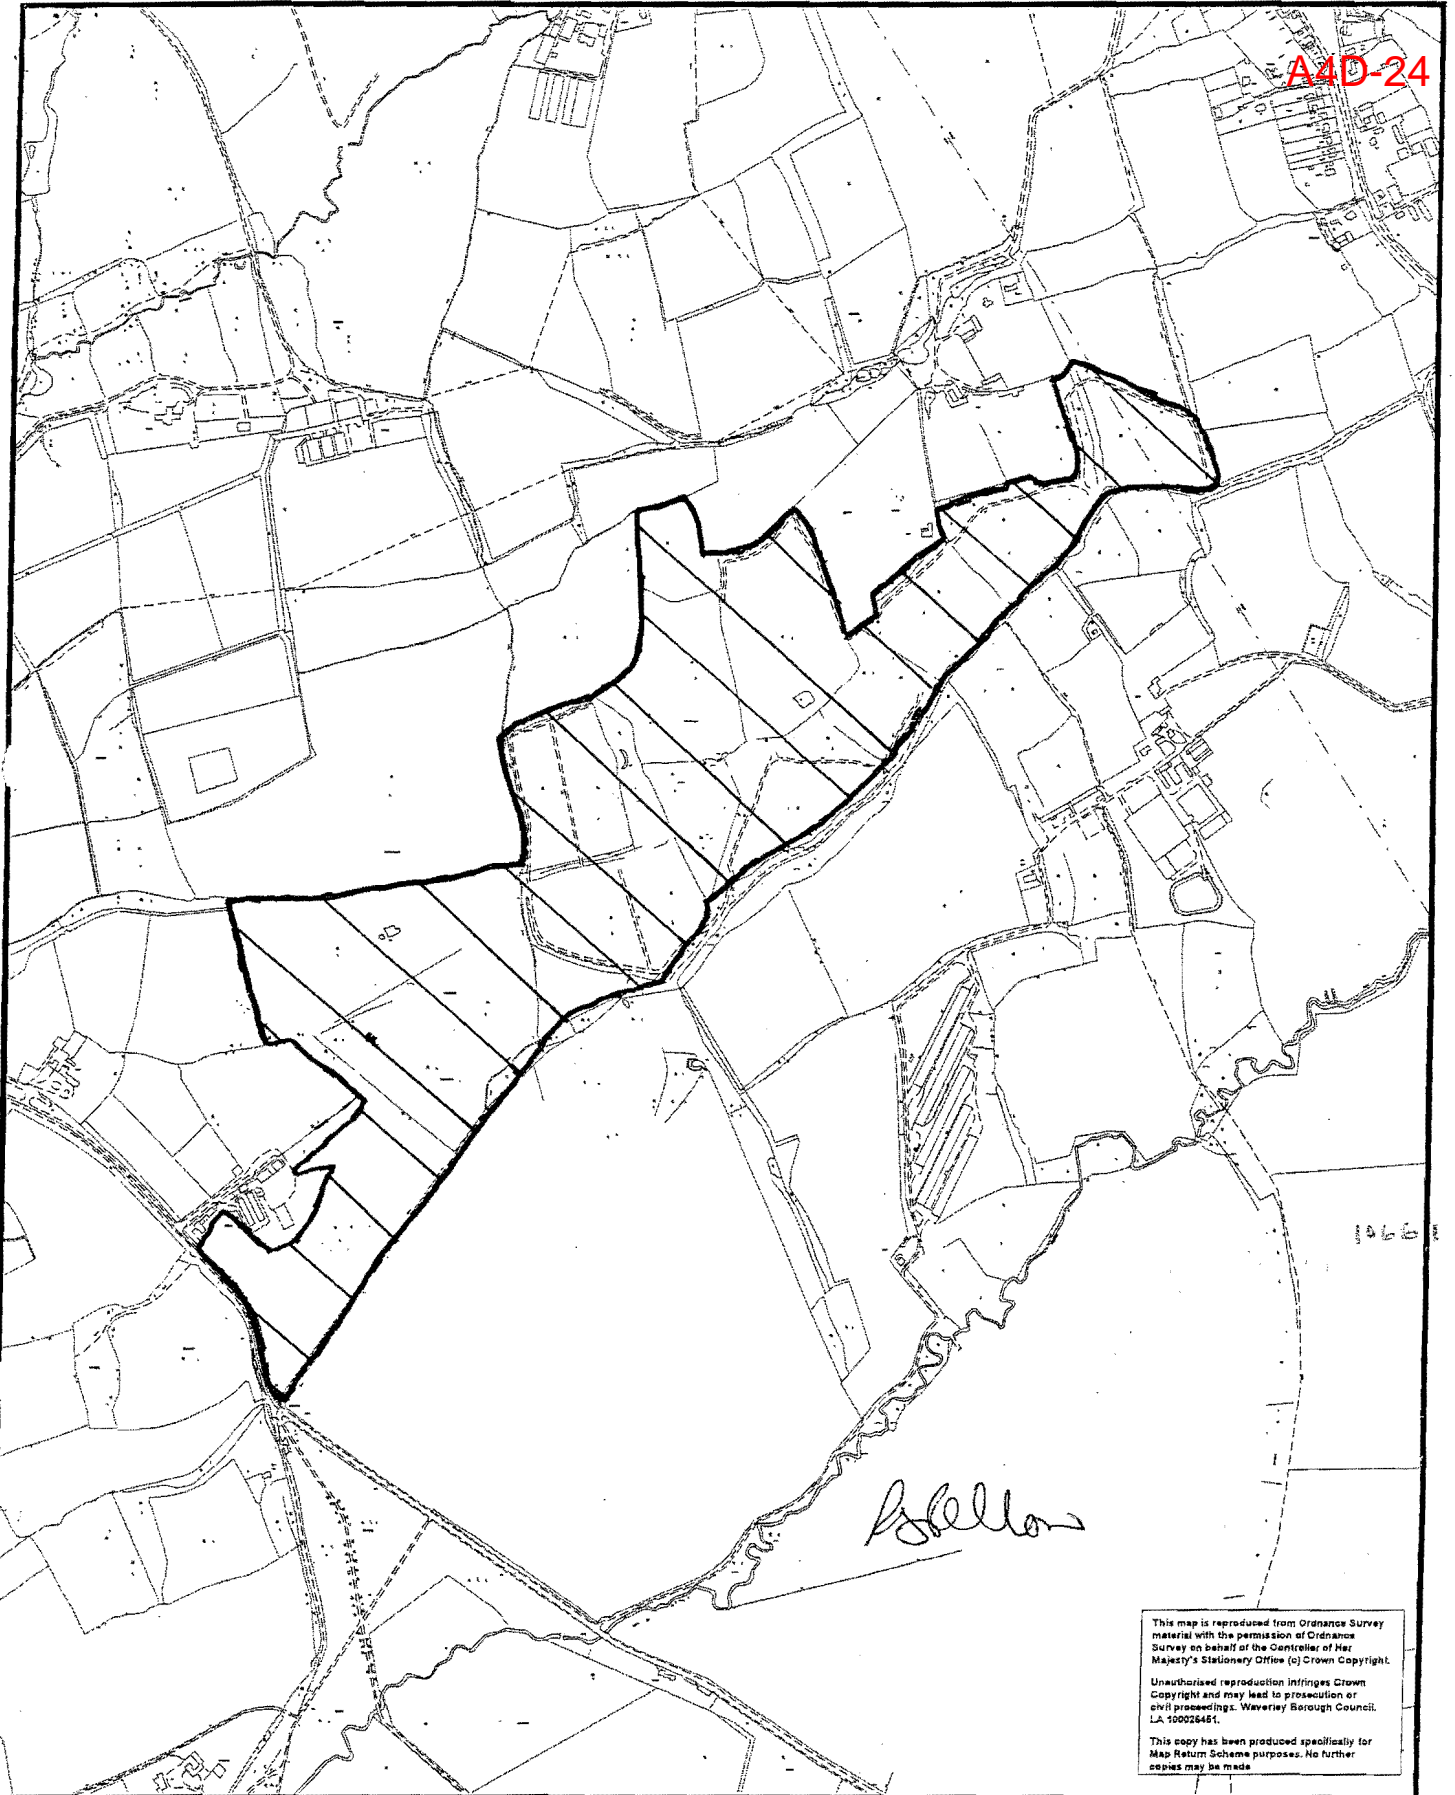 A4D-24
1066
This map is reproduced from Ordnance Survey
material with the permission of Ordnance
Survey on behalf of the Controller of Her
Majesty's Stationery Office (c) Crown Copyright.
Unauthorised reproduction infringes Crown
Copyright and may lead to prosecution or
civil proceedings. Waverley Borough Council.
LA 100026451.
This copy has been produced specifically for
Map Return Scheme purposes. No further
copies may be made